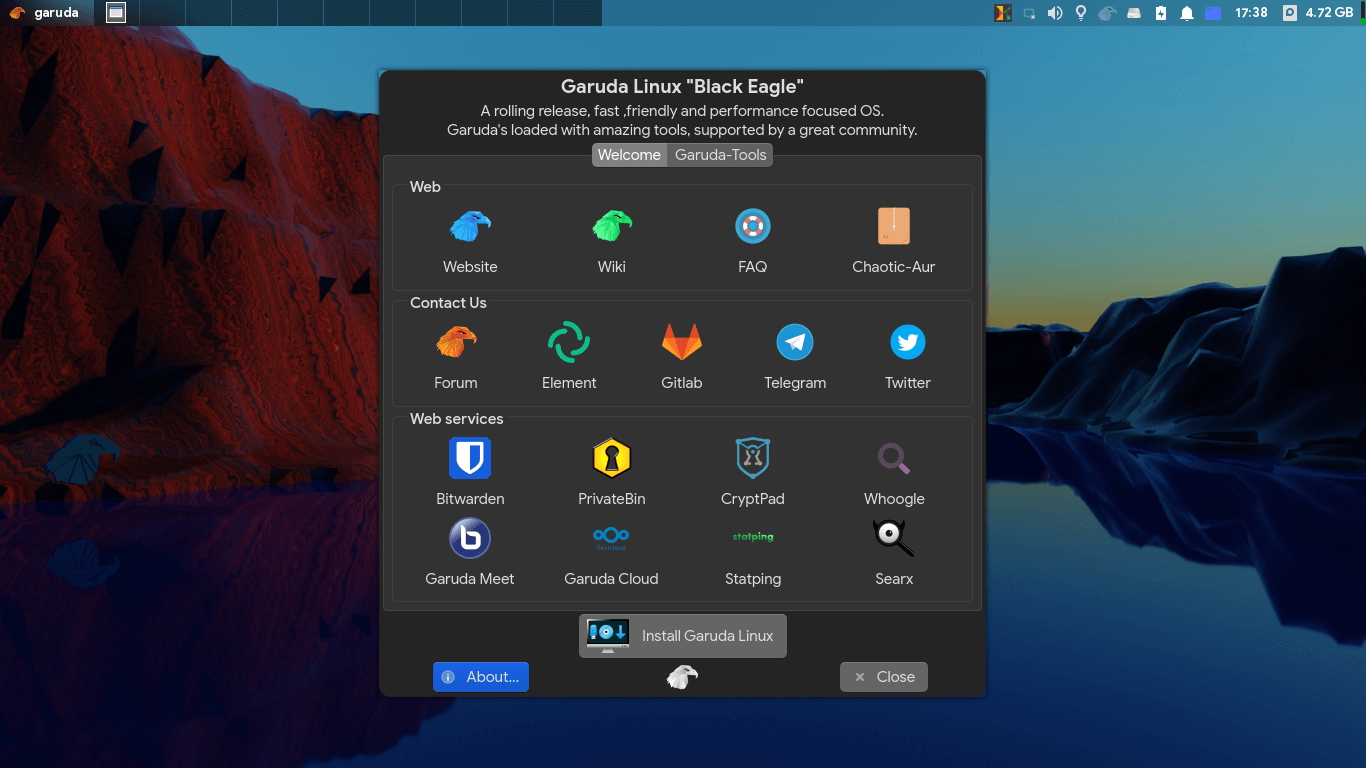 garuda
17:38
4.72 GB
Garuda Linux "Black Eagle"
A rolling release, fast ,friendly and performance focused OS.
Garuda's loaded with amazing tools, supported by a great community.
Welcome Garuda-Tools
Web
Website Wiki FAQ Chaotic-Aur
Contact Us
Forum Element Gitlab Telegram Twitter
Web services
Bitwarden PrivateBin CryptPad Whoogle
Nextcloud statping
Garuda Meet Garuda Cloud Statping Searx
Install Garuda Linux
About... Close